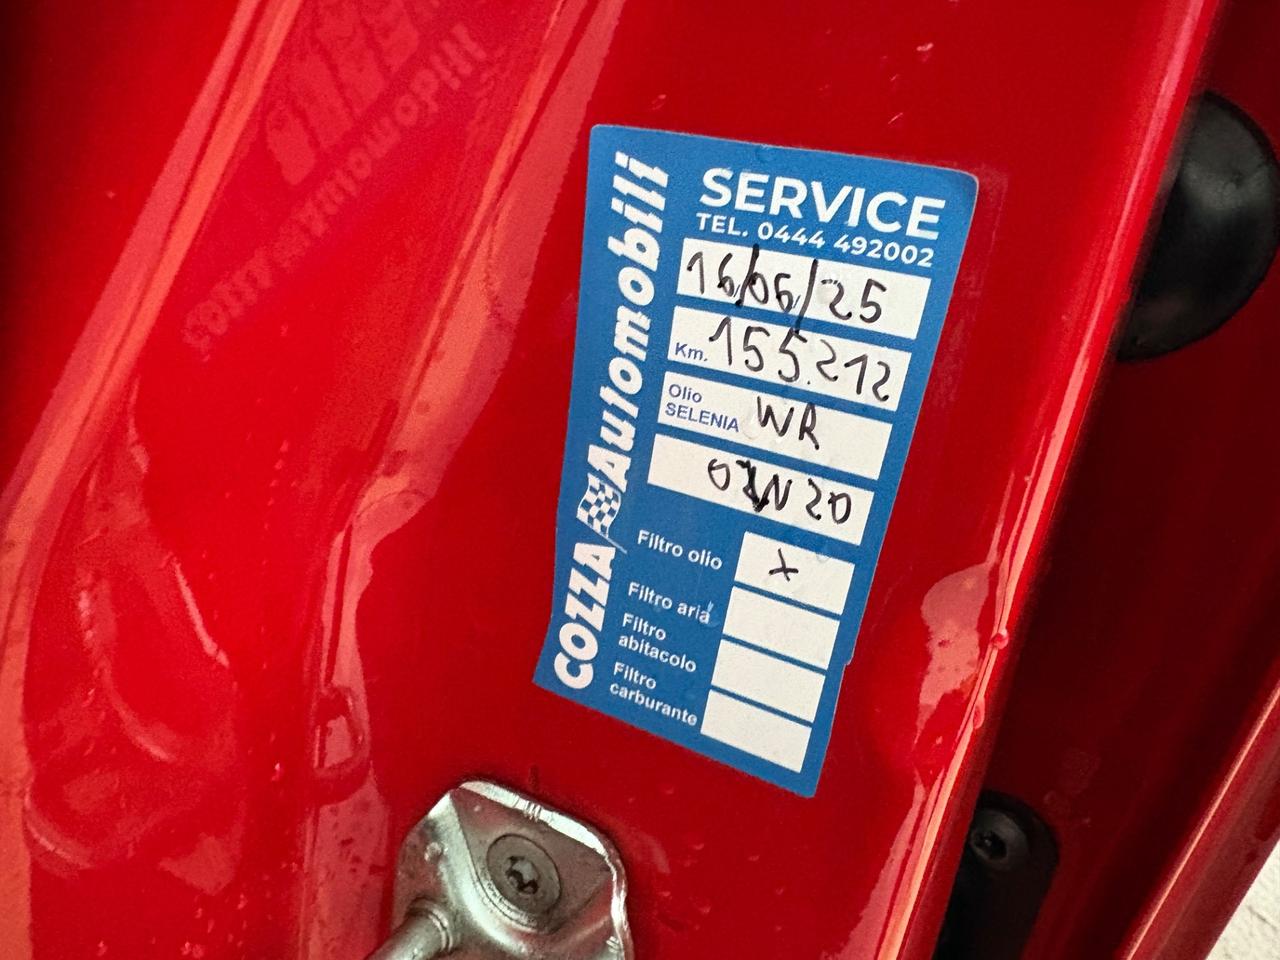 COZZA Automobili
SERVICE
TEL. 0444 492002
16/06/25
Km. 155.212
Olio SELENIA WR
0W20
Filtro olio X
Filtro aria
Filtro abitacolo
Filtro carburante